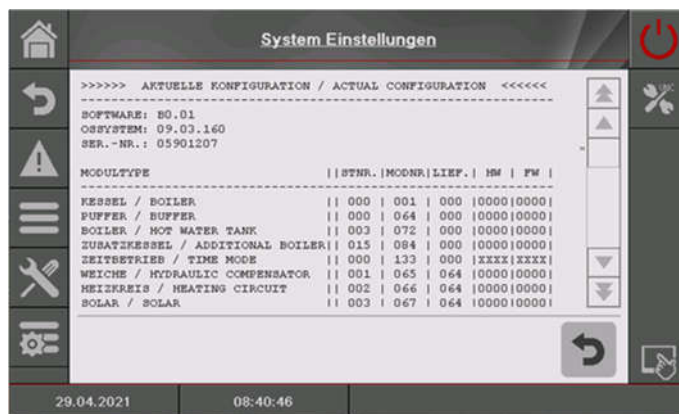 System Einstellungen
>>>>>> AKTUELLE KONFIGURATION / ACTUAL CONFIGURATION <<<<<<
SOFTWARE: B0.01
OSSYSTEM: 09.03.160
SER.-NR.: 05901207
MODULTYPE ||STNR.|MODNR|LIEF.| HW | FW |
KESSEL / BOILER || 000 | 001 | 000 |0000|0000|
PUFFER / BUFFER || 000 | 064 | 000 |0000|0000|
BOILER / HOT WATER TANK || 003 | 072 | 000 |0000|0000|
ZUSATZKESSEL / ADDITIONAL BOILER|| 015 | 084 | 000 |0000|0000|
ZEITBETRIEB / TIME MODE || 000 | 133 | 000 |XXXX|XXXX|
WEICHE / HYDRAULIC COMPENSATOR || 001 | 065 | 064 |0000|0000|
HEIZKREIS / HEATING CIRCUIT || 002 | 066 | 064 |0000|0000|
SOLAR / SOLAR || 003 | 067 | 064 |0000|0000|
29.04.2021 08:40:46